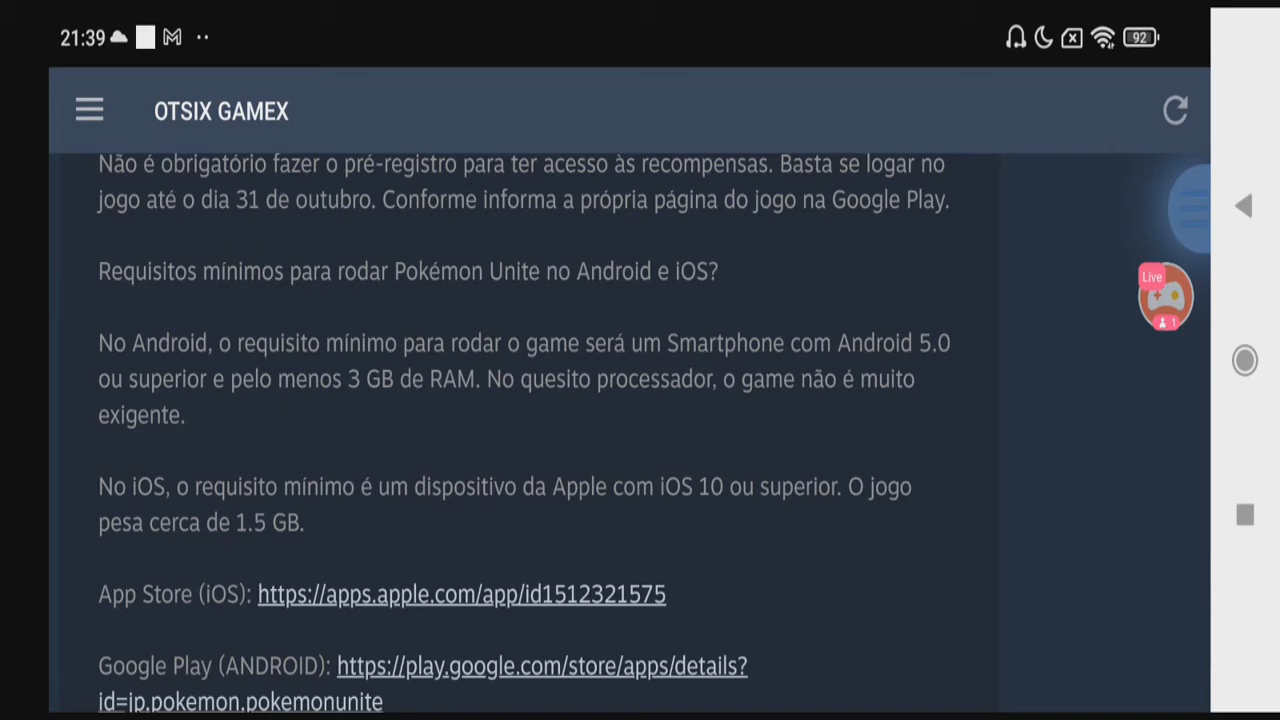 21:39
92
OTSIX GAMEX
Não é obrigatório fazer o pré-registro para ter acesso às recompensas. Basta se logar no
jogo até o dia 31 de outubro. Conforme informa a própria página do jogo na Google Play.
Requisitos mínimos para rodar Pokémon Unite no Android e iOS?
Live
1
No Android, o requisito mínimo para rodar o game será um Smartphone com Android 5.0
ou superior e pelo menos 3 GB de RAM. No quesito processador, o game não é muito
exigente.
No iOS, o requisito mínimo é um dispositivo da Apple com iOS 10 ou superior. O jogo
pesa cerca de 1.5 GB.
App Store (iOS): https://apps.apple.com/app/id1512321575
Google Play (ANDROID): https://play.google.com/store/apps/details?
id=jp.pokemon.pokemonunite